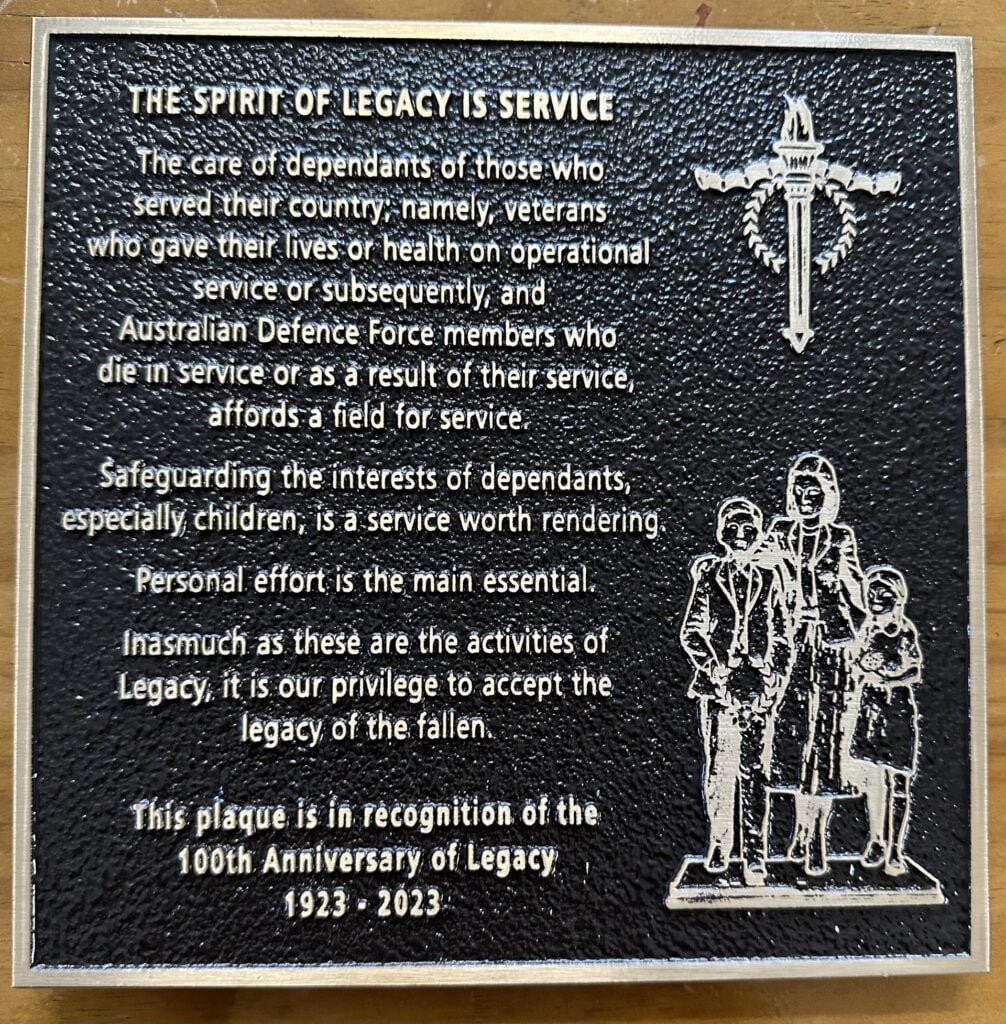 THE SPIRIT OF LEGACY IS SERVICE
The care of dependants of those who
served their country; namely, veterans
who gave their lives or health on operational
service or subsequently, and
Australian Defence Force members who
die in service or as a result of their service,
affords a field for service.
Safeguarding the interests of dependants,
especially children, is a service worth rendering.
Personal effort is the main essential.
Inasmuch as these are the activities of
Legacy, it is our privilege to accept the
legacy of the fallen.
This plaque is in recognition of the
100th Anniversary of Legacy
1923 - 2023